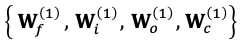 { W_f^(1), W_i^(1), W_o^(1), W_c^(1) }